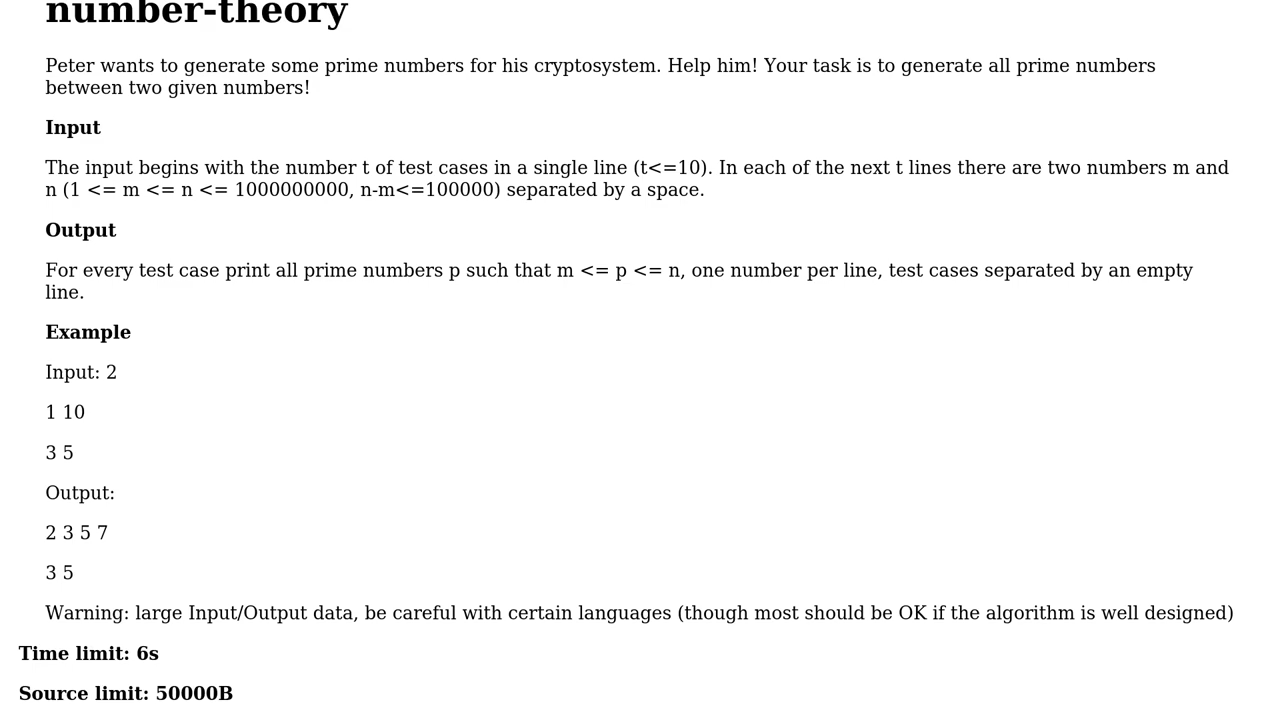 number-theory
Peter wants to generate some prime numbers for his cryptosystem. Help him! Your task is to generate all prime numbers
between two given numbers!
Input
The input begins with the number t of test cases in a single line (t<=10). In each of the next t lines there are two numbers m and
n (1 <= m <= n <= 1000000000, n-m<=100000) separated by a space.
Output
For every test case print all prime numbers p such that m <= p <= n, one number per line, test cases separated by an empty
line.
Example
Input: 2
1 10
3 5
Output:
2 3 5 7
3 5
Warning: large Input/Output data, be careful with certain languages (though most should be OK if the algorithm is well designed)
Time limit: 6s
Source limit: 50000B